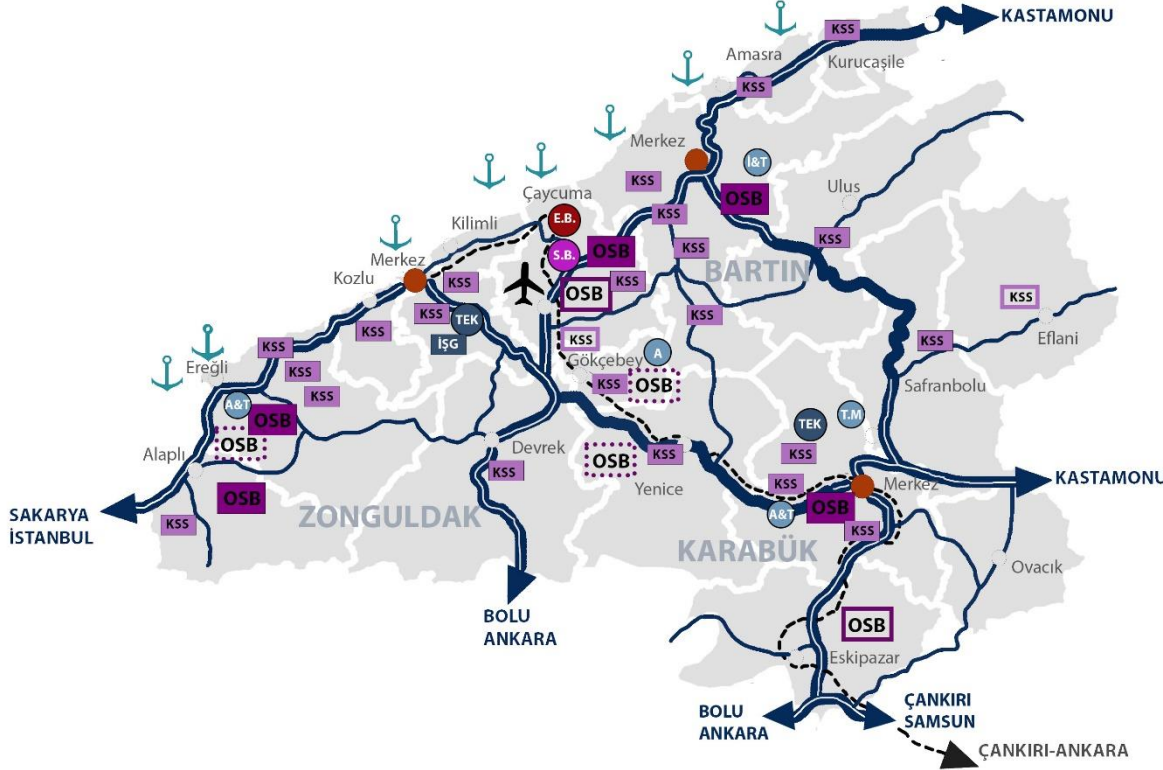 KASTAMONU
KSS
Amasra
Kurucaşile
KSS
Merkez
İ&T
KSS
Ulus
OSB
Çaycuma
E.B.
KSS
Kilimli
S.B.
OSB
KSS
Merkez
BARTIN
Kozlu
KSS
OSB
KSS
KSS
KSS
TEK
KSS
KSS
İŞG
KSS
KSS
Eflani
Ereğli
KSS
Gökçebey
A
KSS
KSS
KSS
OSB
Safranbolu
A&T
OSB
TEK
T.M
OSB
Devrek
OSB
KSS
KSS
Alaplı
KSS
Yenice
KSS
Merkez
KASTAMONU
OSB
SAKARYA
İSTANBUL
KSS
ZONGULDAK
A&T
OSB
KSS
KARABÜK
Ovacık
BOLU
ANKARA
OSB
Eskipazar
BOLU
ANKARA
ÇANKIRI
SAMSUN
ÇANKIRI-ANKARA